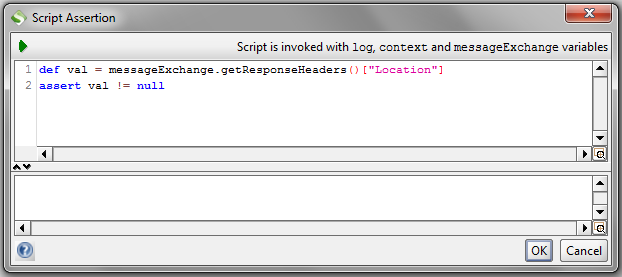 Script Assertion
Script is invoked with log, context and messageExchange variables
1 def val = messageExchange.getResponseHeaders()["Location"]
2 assert val != null
OK Cancel